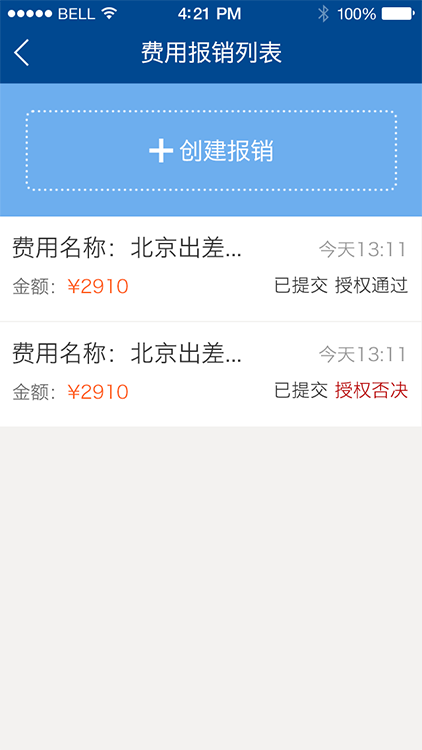 BELL 4:21 PM 100%
费用报销列表
创建报销
费用名称：北京出差... 今天13:11
金额：¥2910 已提交 授权通过
费用名称：北京出差... 今天13:11
金额：¥2910 已提交 授权否决